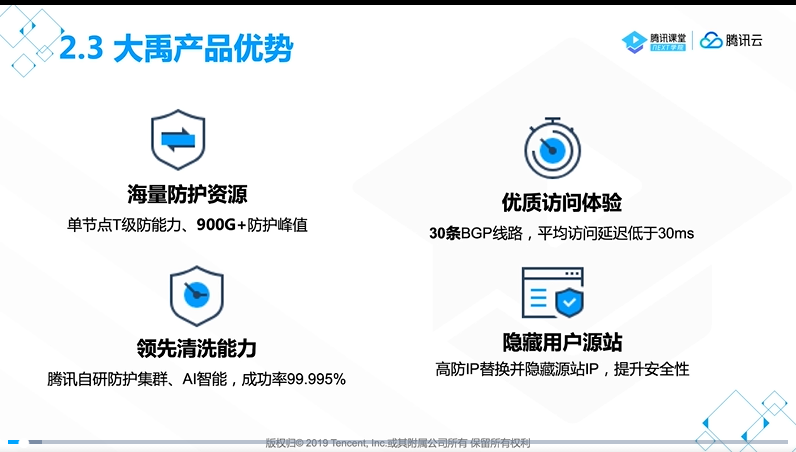 2.3 大禹产品优势
腾讯课堂
NEXT学院
腾讯云
海量防护资源
单节点T级防能力、900G+防护峰值
优质访问体验
30条BGP线路，平均访问延迟低于30ms
领先清洗能力
腾讯自研防护集群、AI智能，成功率99.995%
隐藏用户源站
高防IP替换并隐藏源站IP，提升安全性
版权归© 2019 Tencent, Inc.或其附属公司所有 保留所有权利